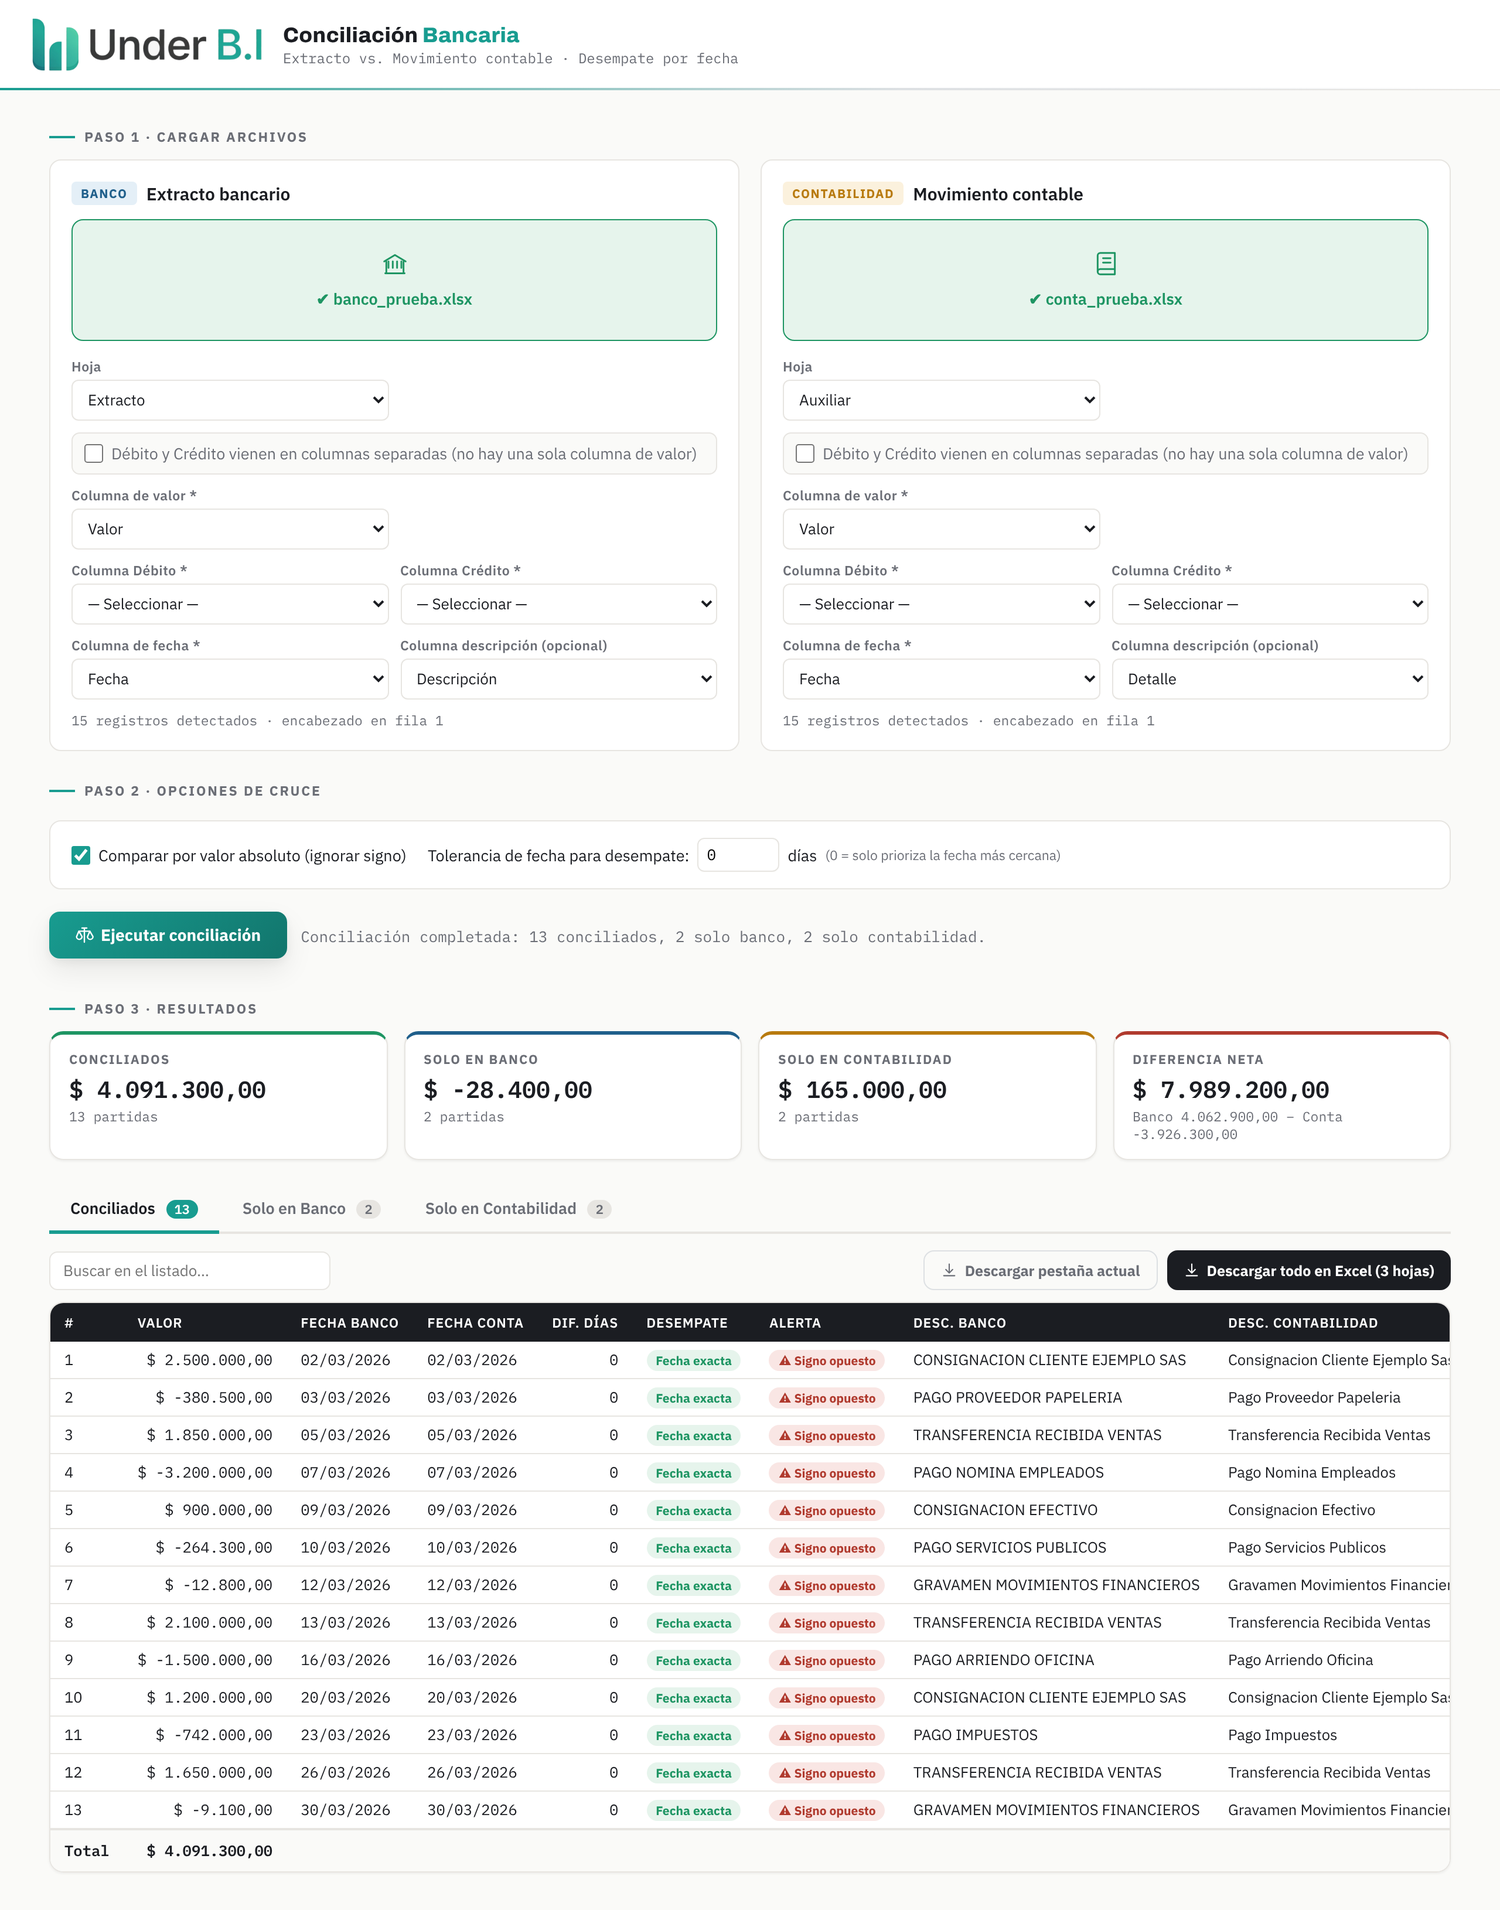 Under B.I
Conciliación Bancaria
Extracto vs. Movimiento contable · Desempate por fecha
PASO 1 · CARGAR ARCHIVOS
BANCO Extracto bancario
✔ banco_prueba.xlsx
Hoja
Extracto
Débito y Crédito vienen en columnas separadas (no hay una sola columna de valor)
Columna de valor *
Valor
Columna Débito * Columna Crédito *
— Seleccionar — — Seleccionar —
Columna de fecha * Columna descripción (opcional)
Fecha Descripción
15 registros detectados · encabezado en fila 1
CONTABILIDAD Movimiento contable
✔ conta_prueba.xlsx
Hoja
Auxiliar
Débito y Crédito vienen en columnas separadas (no hay una sola columna de valor)
Columna de valor *
Valor
Columna Débito * Columna Crédito *
— Seleccionar — — Seleccionar —
Columna de fecha * Columna descripción (opcional)
Fecha Detalle
15 registros detectados · encabezado en fila 1
PASO 2 · OPCIONES DE CRUCE
Comparar por valor absoluto (ignorar signo) Tolerancia de fecha para desempate: 0 días (0 = solo prioriza la fecha más cercana)
Ejecutar conciliación Conciliación completada: 13 conciliados, 2 solo banco, 2 solo contabilidad.
PASO 3 · RESULTADOS
CONCILIADOS
$ 4.091.300,00
13 partidas
SOLO EN BANCO
$ -28.400,00
2 partidas
SOLO EN CONTABILIDAD
$ 165.000,00
2 partidas
DIFERENCIA NETA
$ 7.989.200,00
Banco 4.062.900,00 − Conta
-3.926.300,00
Conciliados 13 Solo en Banco 2 Solo en Contabilidad 2
Buscar en el listado... Descargar pestaña actual Descargar todo en Excel (3 hojas)
# VALOR FECHA BANCO FECHA CONTA DIF. DÍAS DESEMPATE ALERTA DESC. BANCO DESC. CONTABILIDAD
1 $ 2.500.000,00 02/03/2026 02/03/2026 0 Fecha exacta ⚠ Signo opuesto CONSIGNACION CLIENTE EJEMPLO SAS Consignacion Cliente Ejemplo Sas
2 $ -380.500,00 03/03/2026 03/03/2026 0 Fecha exacta ⚠ Signo opuesto PAGO PROVEEDOR PAPELERIA Pago Proveedor Papeleria
3 $ 1.850.000,00 05/03/2026 05/03/2026 0 Fecha exacta ⚠ Signo opuesto TRANSFERENCIA RECIBIDA VENTAS Transferencia Recibida Ventas
4 $ -3.200.000,00 07/03/2026 07/03/2026 0 Fecha exacta ⚠ Signo opuesto PAGO NOMINA EMPLEADOS Pago Nomina Empleados
5 $ 900.000,00 09/03/2026 09/03/2026 0 Fecha exacta ⚠ Signo opuesto CONSIGNACION EFECTIVO Consignacion Efectivo
6 $ -264.300,00 10/03/2026 10/03/2026 0 Fecha exacta ⚠ Signo opuesto PAGO SERVICIOS PUBLICOS Pago Servicios Publicos
7 $ -12.800,00 12/03/2026 12/03/2026 0 Fecha exacta ⚠ Signo opuesto GRAVAMEN MOVIMIENTOS FINANCIEROS Gravamen Movimientos Financier
8 $ 2.100.000,00 13/03/2026 13/03/2026 0 Fecha exacta ⚠ Signo opuesto TRANSFERENCIA RECIBIDA VENTAS Transferencia Recibida Ventas
9 $ -1.500.000,00 16/03/2026 16/03/2026 0 Fecha exacta ⚠ Signo opuesto PAGO ARRIENDO OFICINA Pago Arriendo Oficina
10 $ 1.200.000,00 20/03/2026 20/03/2026 0 Fecha exacta ⚠ Signo opuesto CONSIGNACION CLIENTE EJEMPLO SAS Consignacion Cliente Ejemplo Sas
11 $ -742.000,00 23/03/2026 23/03/2026 0 Fecha exacta ⚠ Signo opuesto PAGO IMPUESTOS Pago Impuestos
12 $ 1.650.000,00 26/03/2026 26/03/2026 0 Fecha exacta ⚠ Signo opuesto TRANSFERENCIA RECIBIDA VENTAS Transferencia Recibida Ventas
13 $ -9.100,00 30/03/2026 30/03/2026 0 Fecha exacta ⚠ Signo opuesto GRAVAMEN MOVIMIENTOS FINANCIEROS Gravamen Movimientos Financier
Total $ 4.091.300,00